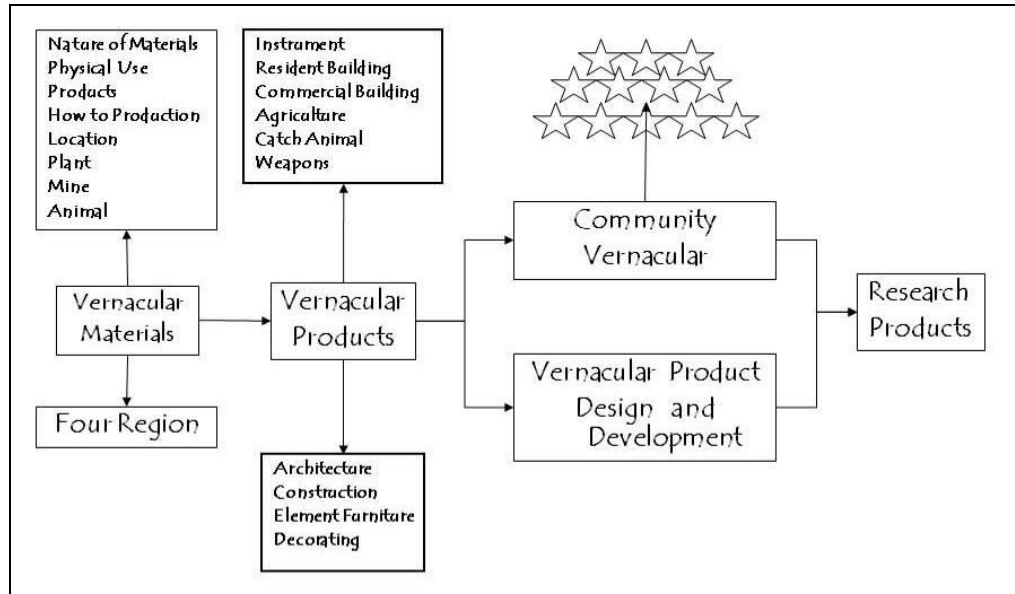 Nature of Materials
Physical Use
Products
How to Production
Location
Plant
Mine
Animal
Instrument
Resident Building
Commercial Building
Agriculture
Catch Animal
Weapons
Vernacular
Materials
Four Region
Vernacular
Products
Architecture
Construction
Element Furniture
Decorating
Community
Vernacular
Vernacular Product
Design and
Development
Research
Products